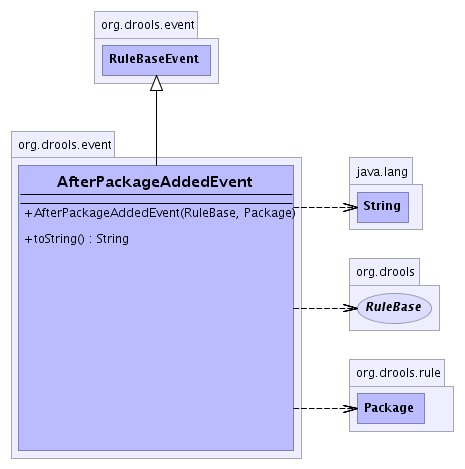 org.drools.event
RuleBaseEvent
org.drools.event
AfterPackageAddedEvent
+AfterPackageAddedEvent(RuleBase, Package)
+toString() : String
java.lang
String
org.drools
RuleBase
org.drools.rule
Package